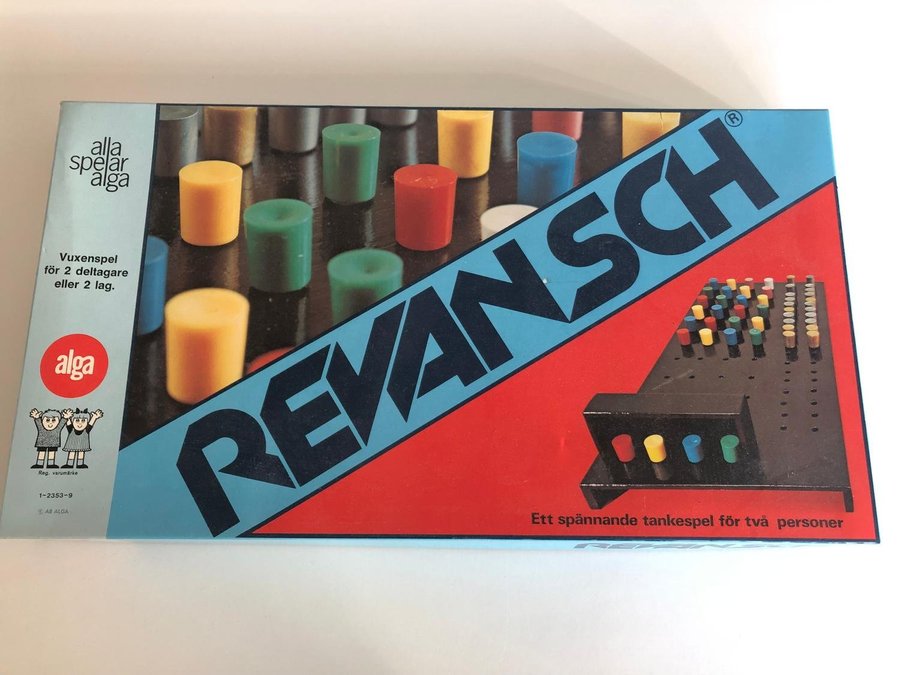 alla
spelar
alga
Vuxenspel
för 2 deltagare
eller 2 lag.
alga
Reg. varumärke
1-2353-9
© AB ALGA
REVANSCH®
Ett spännande tankespel för två personer
REVANSCH